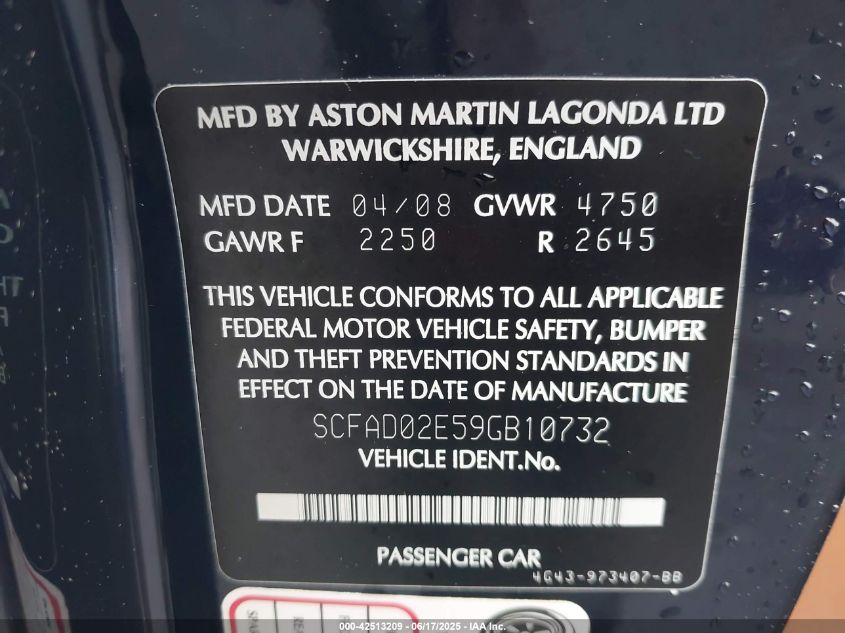 MFD BY ASTON MARTIN LAGONDA LTD
WARWICKSHIRE, ENGLAND
MFD DATE 04/08 GVWR 4750
GAWR F 2250 R 2645
THIS VEHICLE CONFORMS TO ALL APPLICABLE
FEDERAL MOTOR VEHICLE SAFETY, BUMPER
AND THEFT PREVENTION STANDARDS IN
EFFECT ON THE DATE OF MANUFACTURE
SCFAD02E59GB10732
VEHICLE IDENT.No.
PASSENGER CAR
4G43-973407-BB
000-42513209 - 06/17/2025 - IAA Inc.